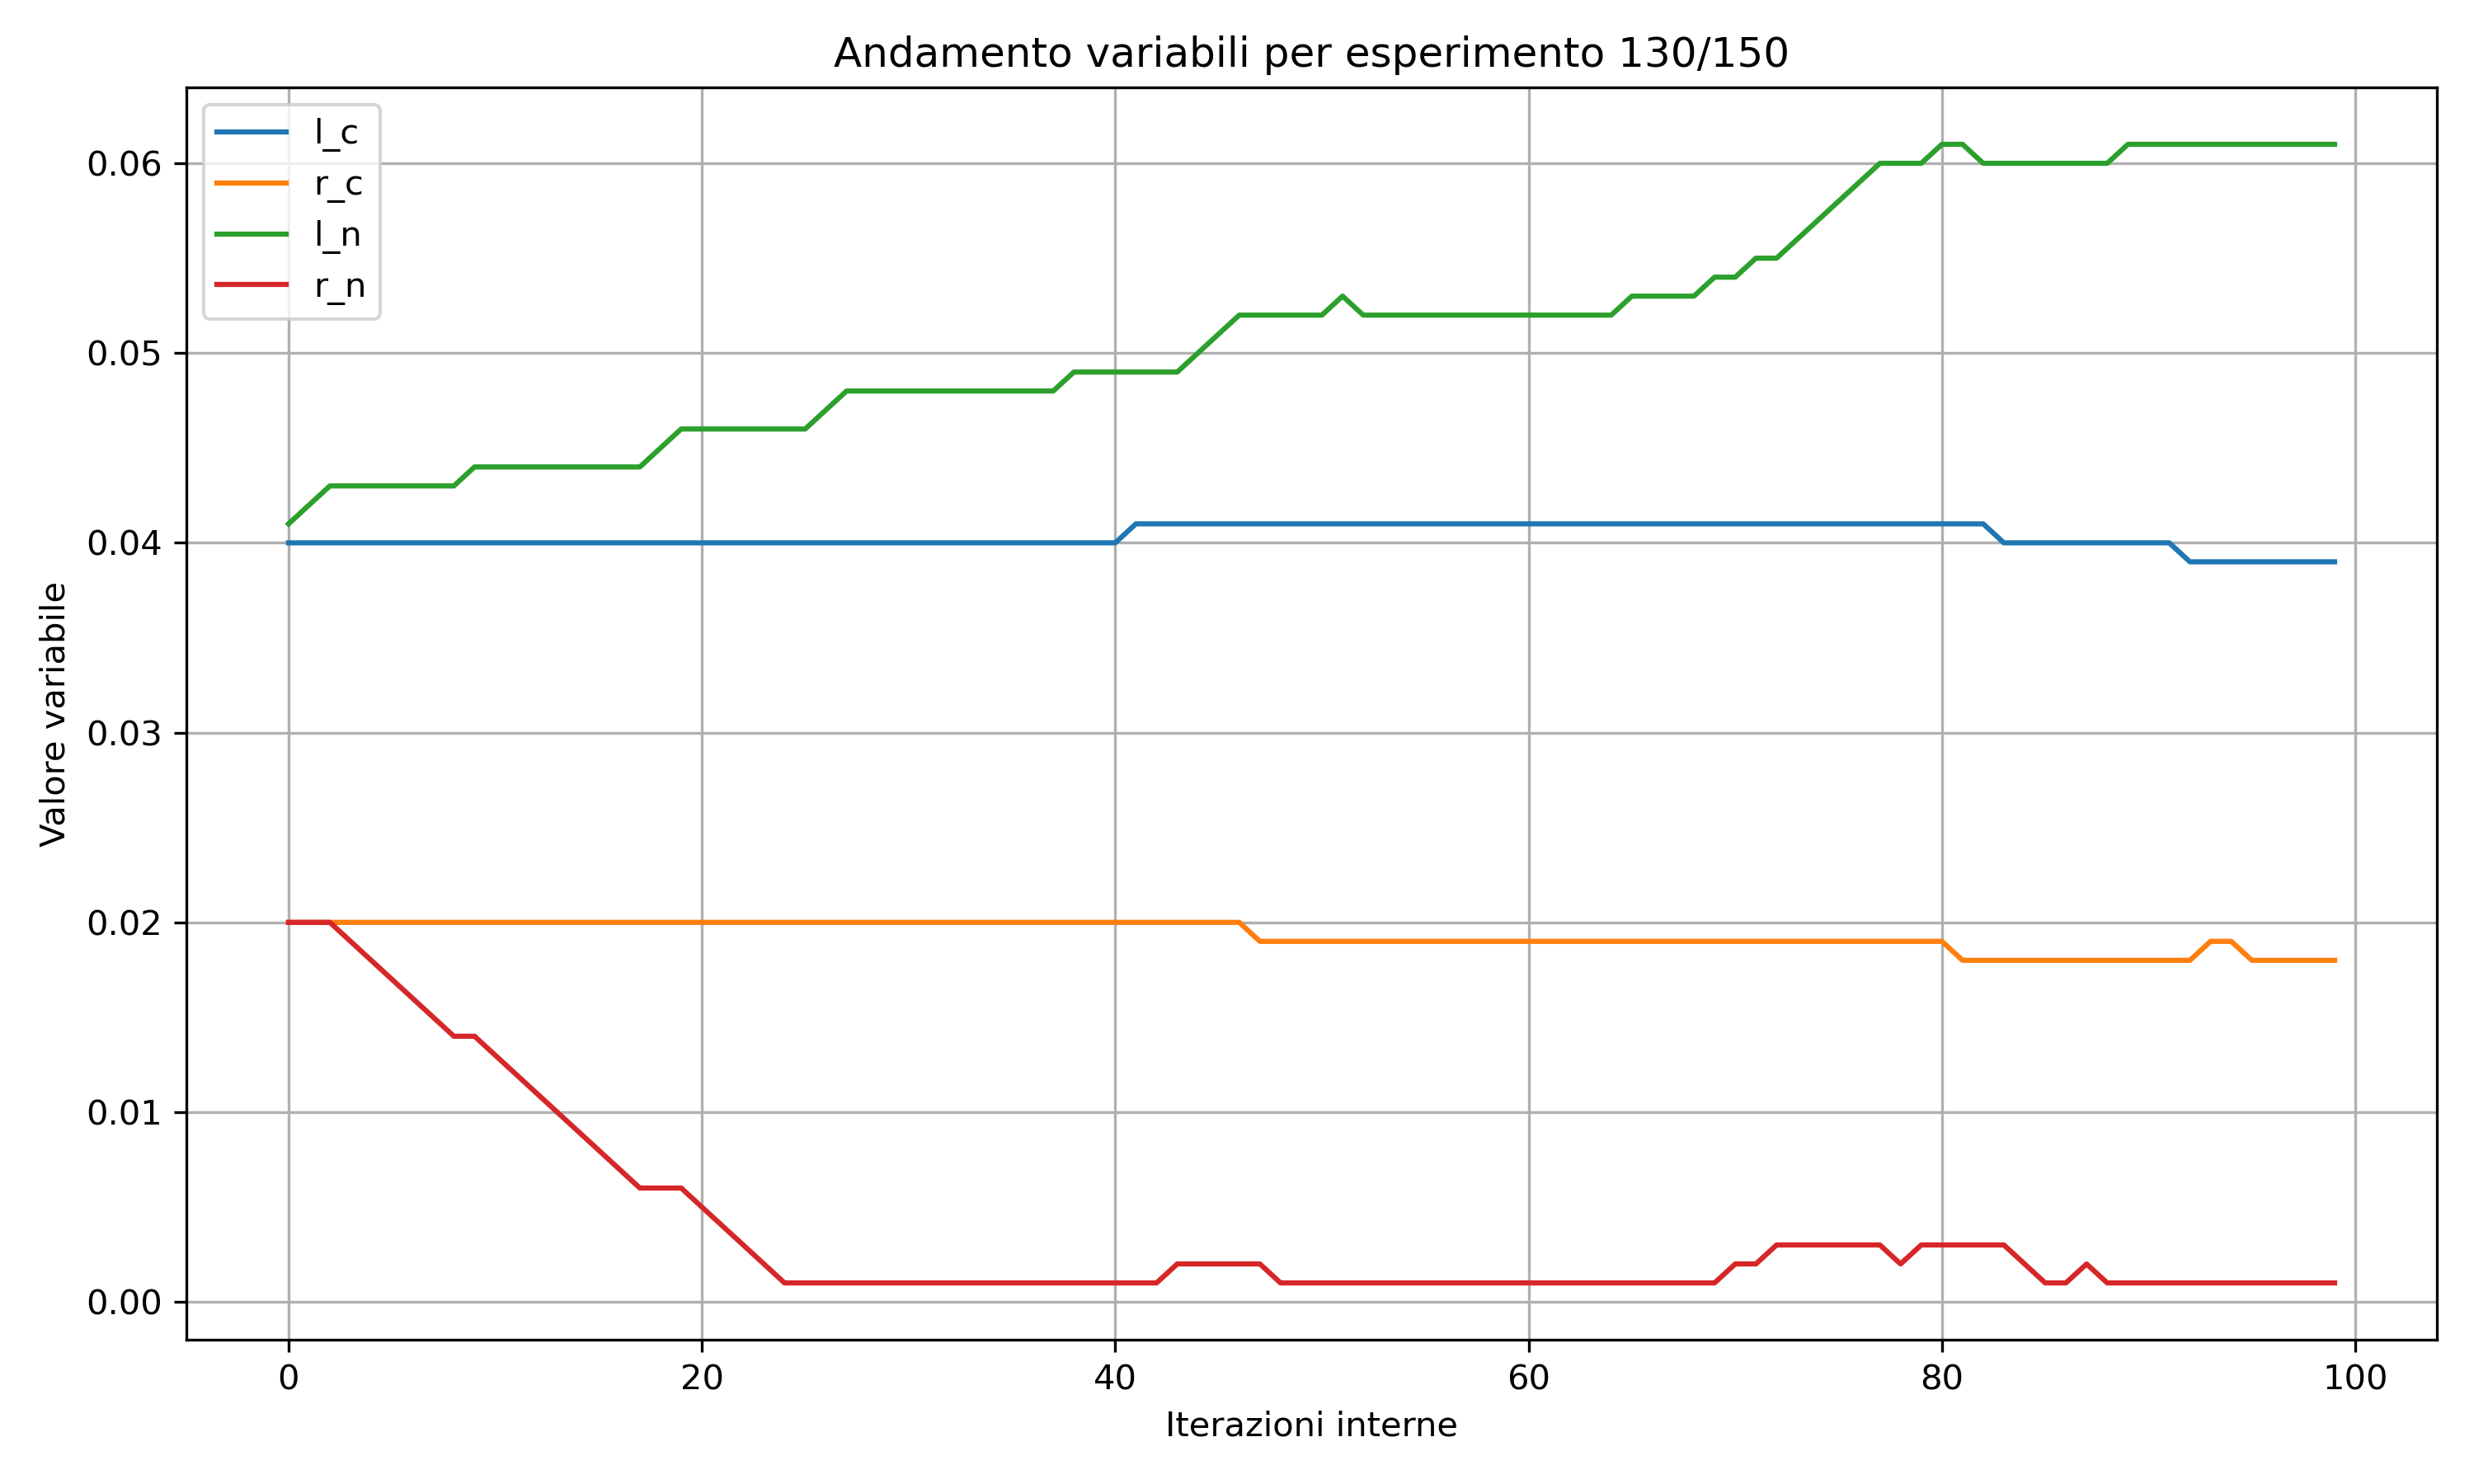 Andamento variabili per esperimento 130/150
l_c
r_c
l_n
r_n
Valore variabile
0.06
0.05
0.04
0.03
0.02
0.01
0.00
0 20 40 60 80 100
Iterazioni interne